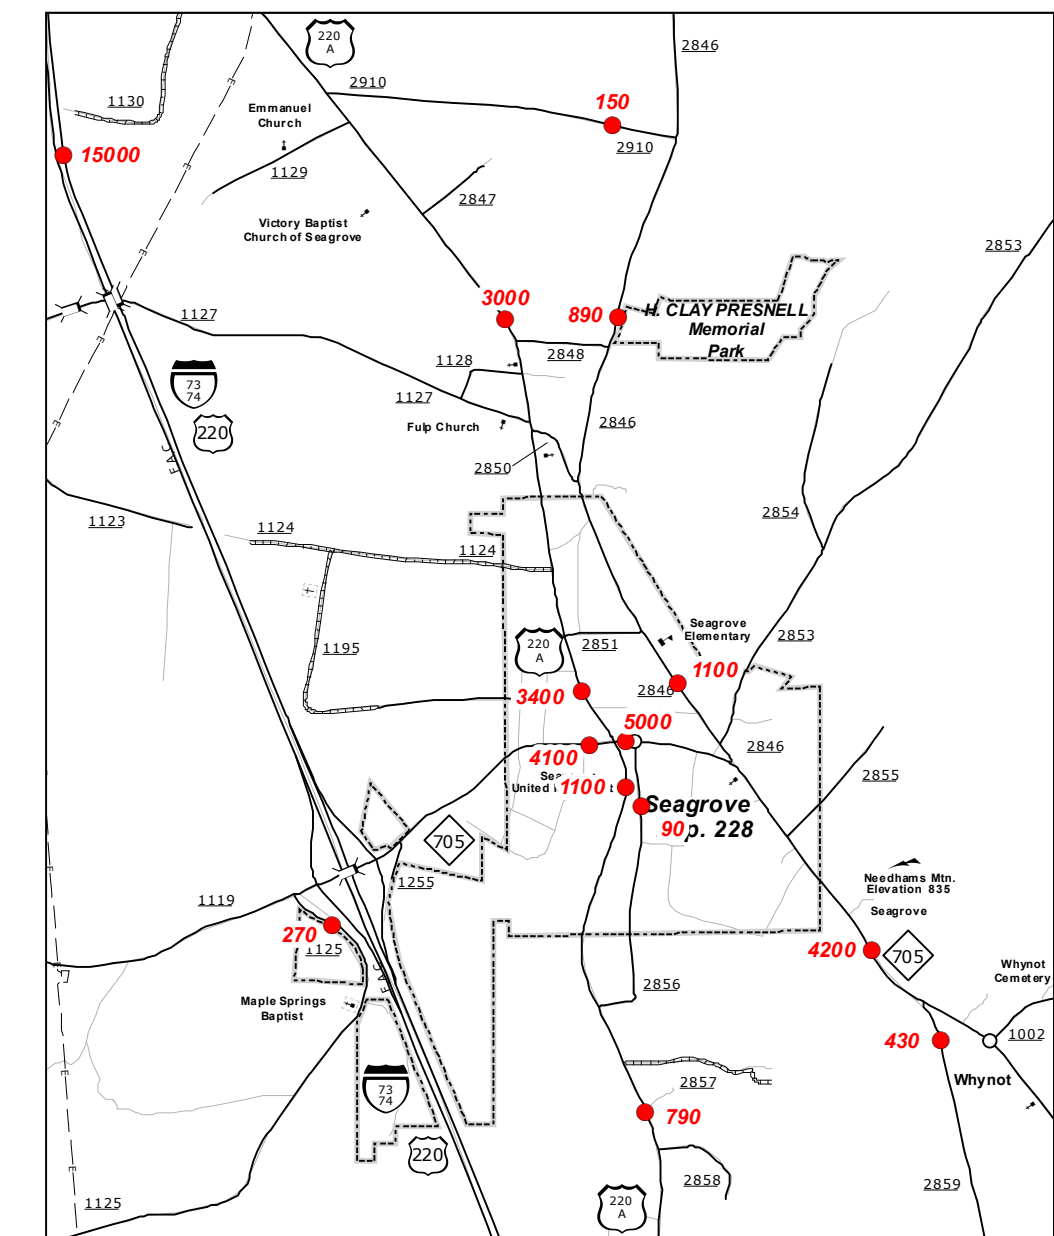 220
A
2846
2910
1130
Emmanuel
Church
150
2910
15000
1129
2847
Victory Baptist
Church of Seagrove
2853
3000
890
H. CLAY PRESNELL
Memorial
Park
1127
1128
2848
73
74
1127
220
Fulp Church
2846
F A C
2850
1123
1124
1124
2854
Seagrove
Elementary
220
A
2851
2853
1195
1100
3400
2846
5000
4100
2846
1100
2855
Seagrove
90
p. 228
705
Needhams Mtn.
Elevation 835
1255
1119
Seagrove
270
1125
4200
705
Whynot
Cemetery
F A C
2856
Maple Springs
Baptist
430
1002
73
74
2857
Whynot
790
220
2858
2859
1125
220
A